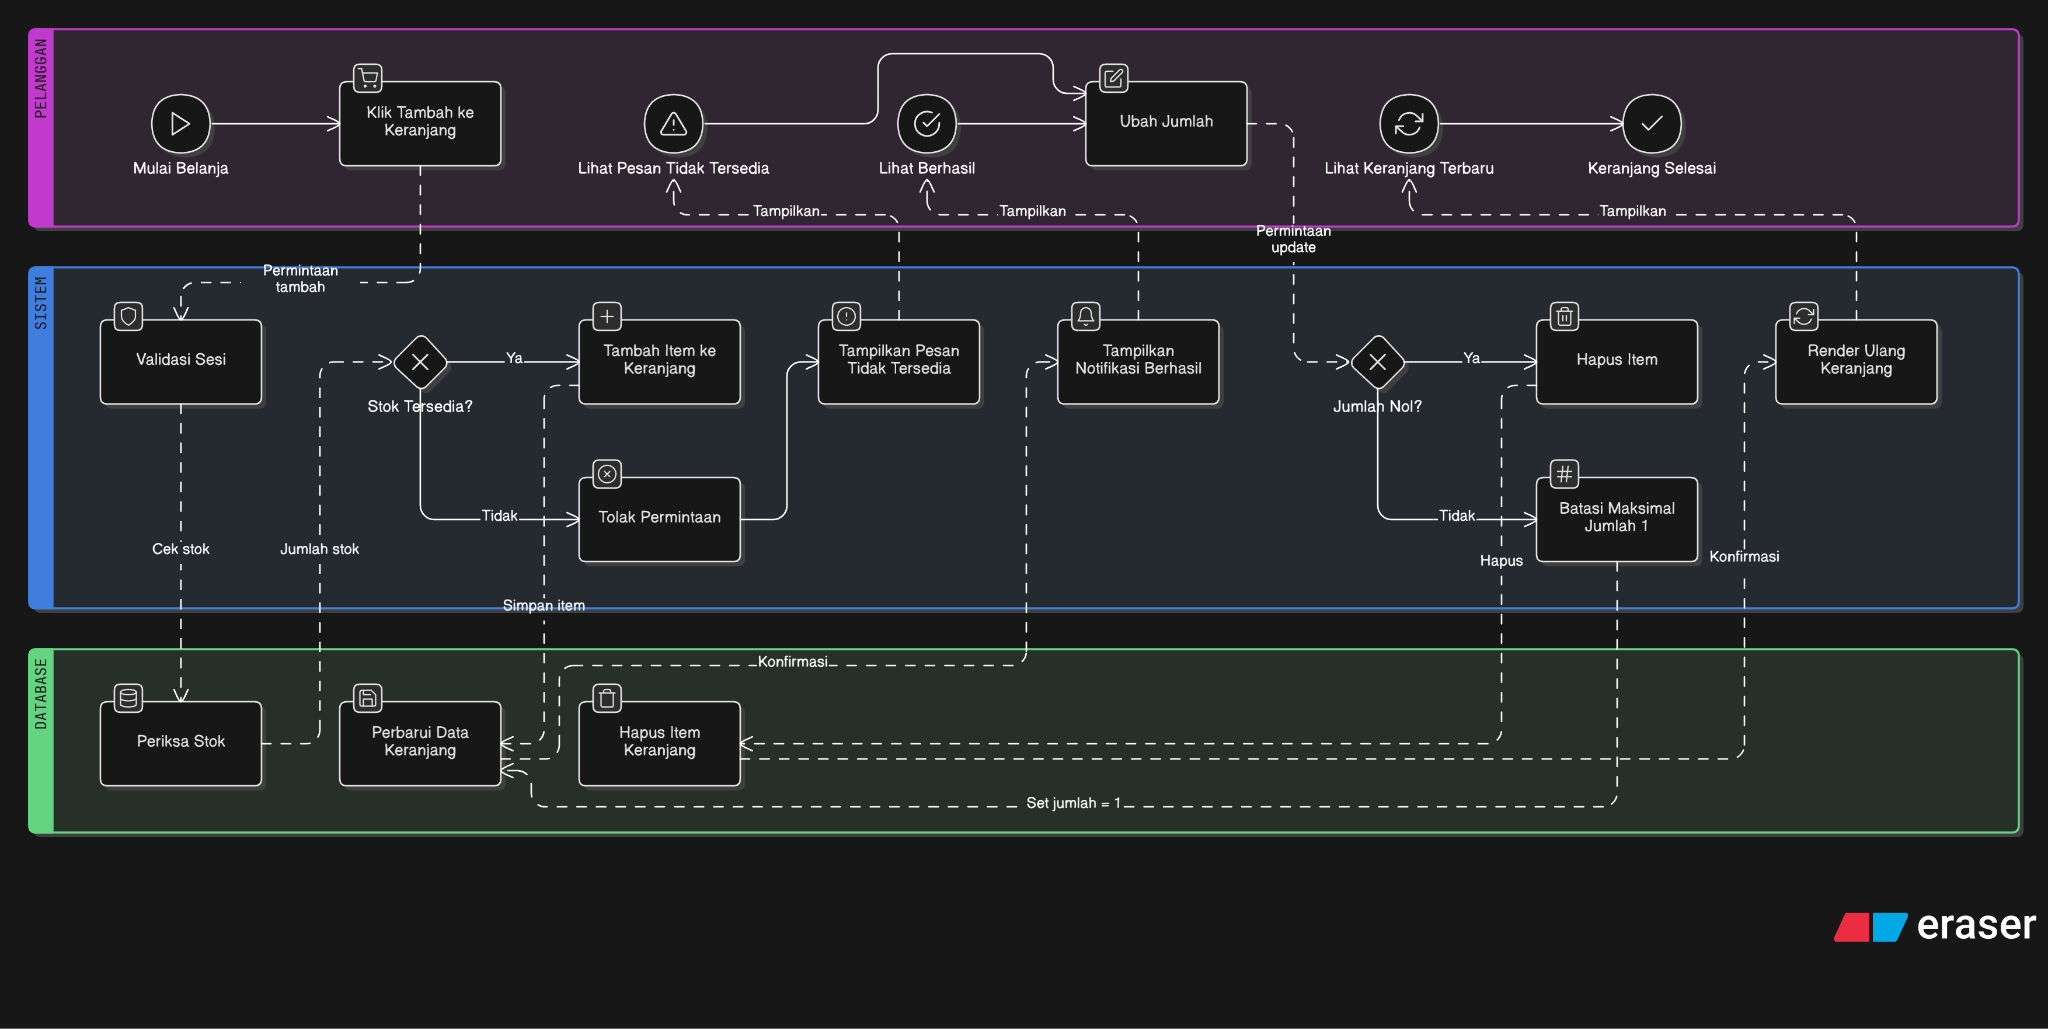 PELANGGAN
Klik Tambah ke
Keranjang
Ubah Jumlah
Mulai Belanja
Lihat Pesan Tidak Tersedia
Lihat Berhasil
Lihat Keranjang Terbaru
Keranjang Selesai
Tampilkan
Tampilkan
Tampilkan
Permintaan
update
SISTEM
Permintaan
tambah
Validasi Sesi
Stok Tersedia?
Ya
Tambah Item ke
Keranjang
Tampilkan Pesan
Tidak Tersedia
Tampilkan
Notifikasi Berhasil
Jumlah Nol?
Ya
Hapus Item
Render Ulang
Keranjang
Tidak
Tolak Permintaan
Tidak
Batasi Maksimal
Jumlah 1
Cek stok
Jumlah stok
Hapus
Konfirmasi
Simpan item
DATABASE
Konfirmasi
Periksa Stok
Perbarui Data
Keranjang
Hapus Item
Keranjang
Set jumlah = 1
eraser